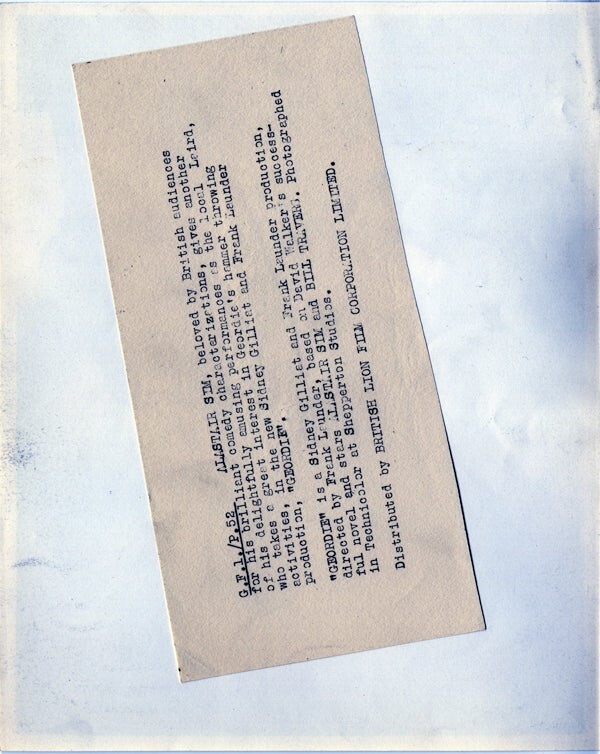 G.F.1./P.52
ALASTAIR SIM, beloved by British audiences
for his brilliant comedy characterizations, gives another
of his delightfully amusing performances as the local Laird,
who takes a great interest in Geordie's hammer throwing
activities, in the new Sidney Gilliat and Frank Launder
production, "GEORDIE".
"GEORDIE" is a Sidney Gilliat and Frank Launder production,
directed by Frank Launder, based on David Walker's success-
ful novel and stars ALASTAIR SIM and BILL TRAVERS. Photographed
in Technicolor at Shepperton Studios.
Distributed by BRITISH LION FILM CORPORATION LIMITED.